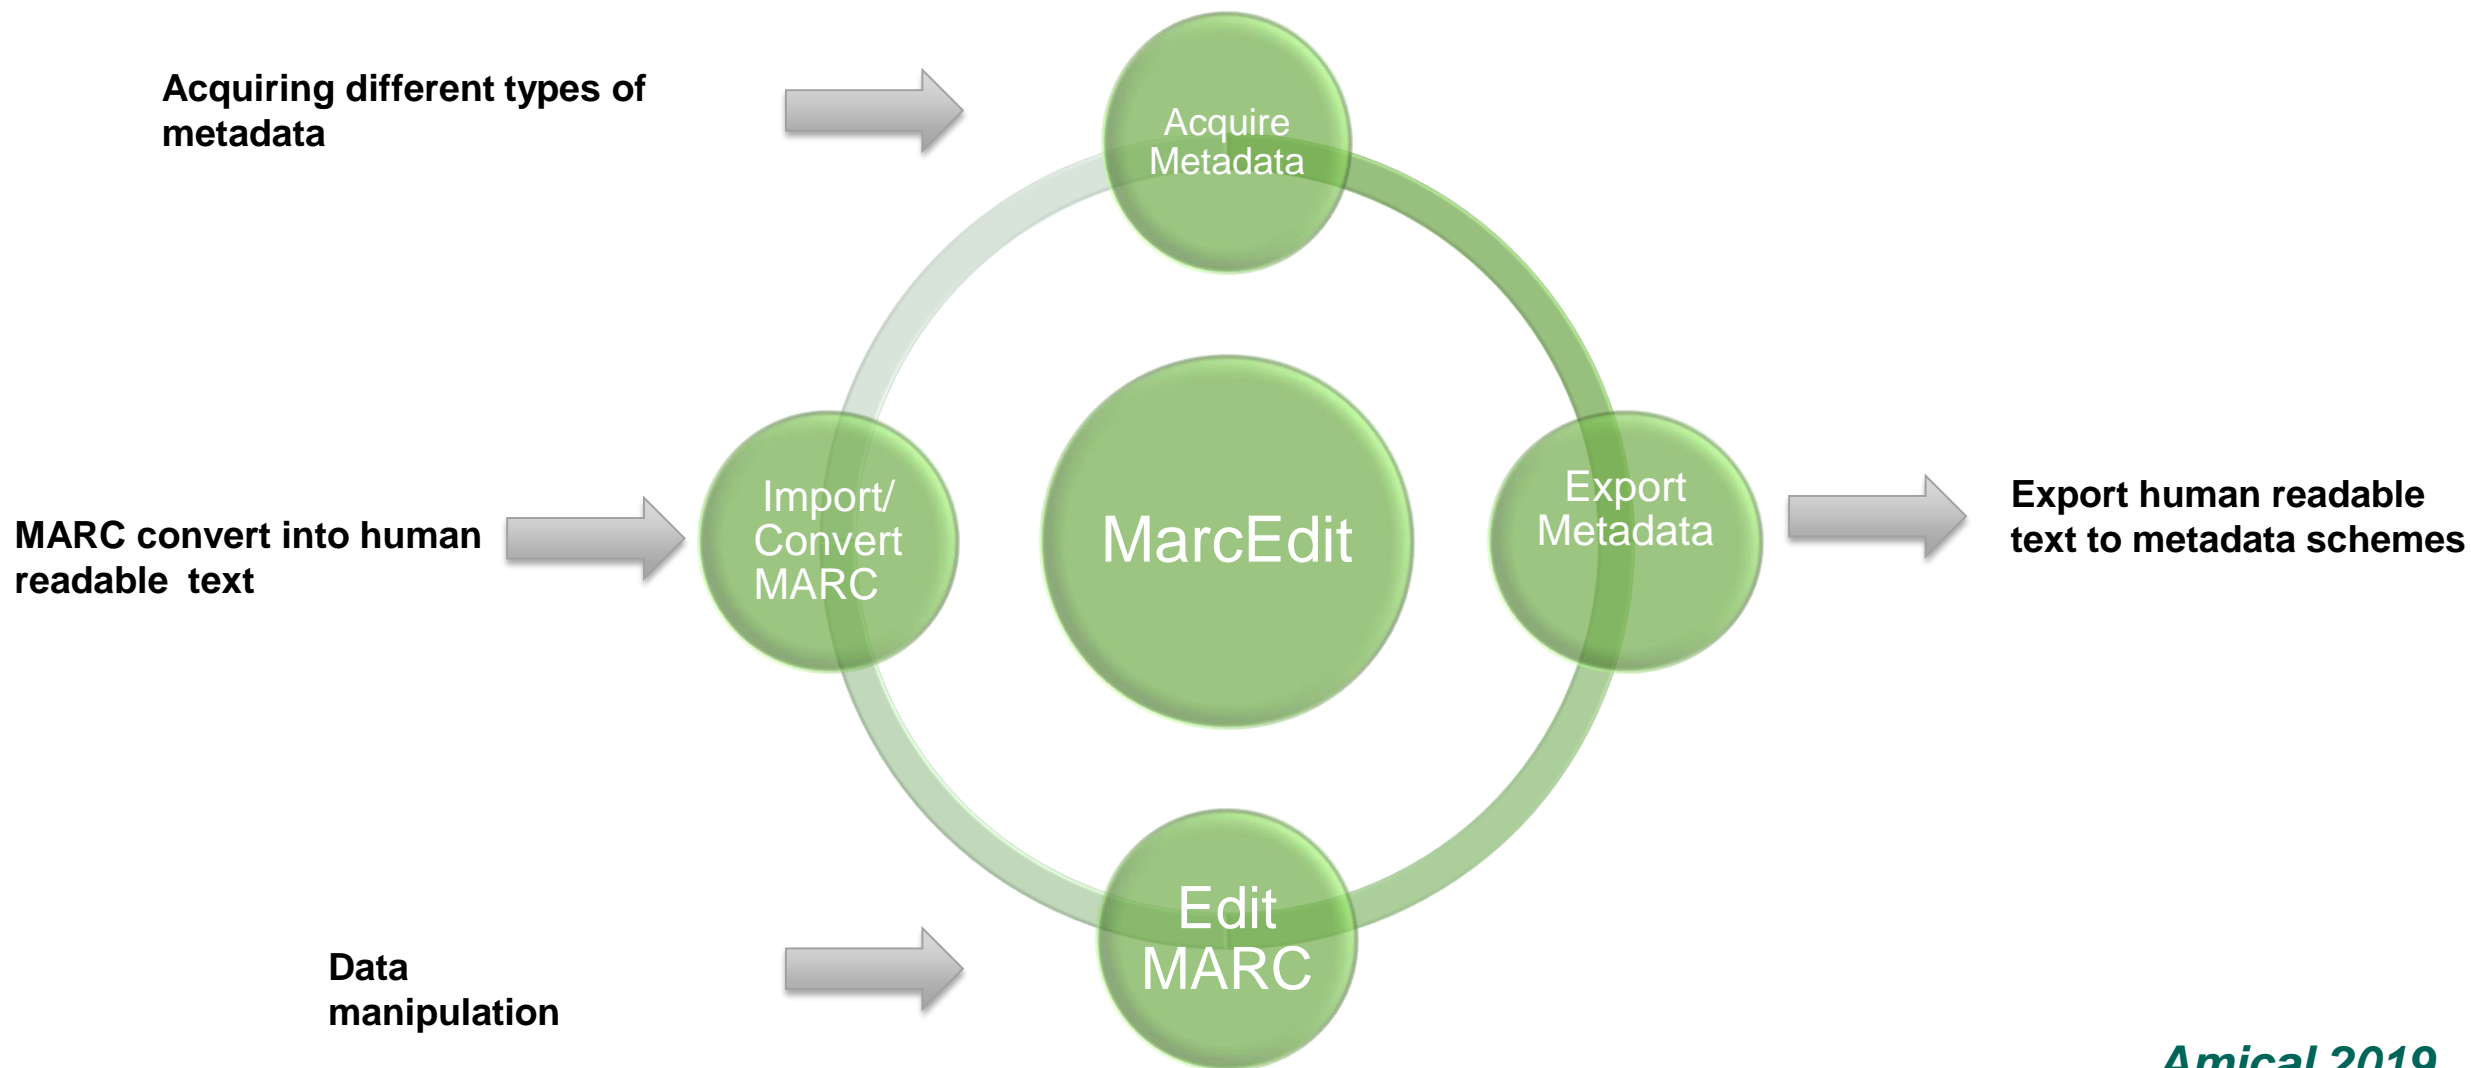 Acquiring different types of
metadata
Acquire
Metadata
MARC convert into human
readable text
Import/
Convert
MARC
MarcEdit
Export
Metadata
Export human readable
text to metadata schemes
Data
manipulation
Edit
MARC
Amical 2019